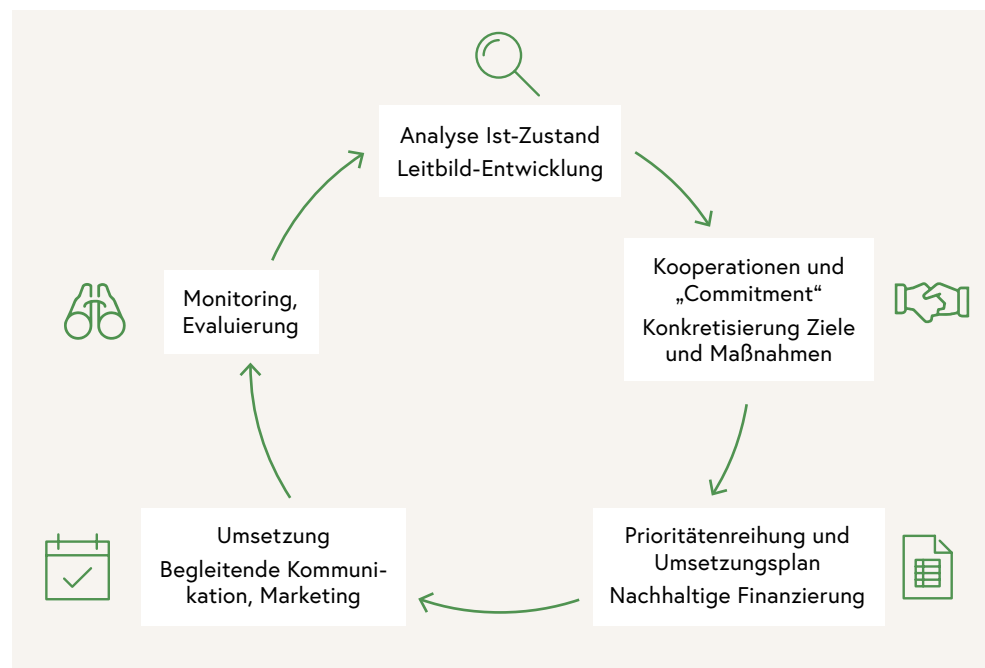 Analyse Ist-Zustand
Leitbild-Entwicklung
Kooperationen und
„Commitment“
Konkretisierung Ziele
und Maßnahmen
Prioritätenreihung und
Umsetzungsplan
Nachhaltige Finanzierung
Umsetzung
Begleitende Kommuni-
kation, Marketing
Monitoring,
Evaluierung